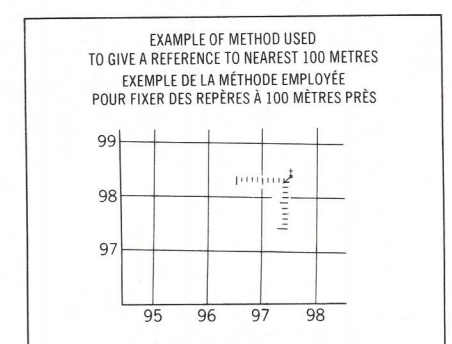 EXAMPLE OF METHOD USED
TO GIVE A REFERENCE TO NEAREST 100 METRES
EXEMPLE DE LA MÉTHODE EMPLOYÉE
POUR FIXER DES REPÈRES À 100 MÈTRES PRÈS
99
98
97
95 96 97 98